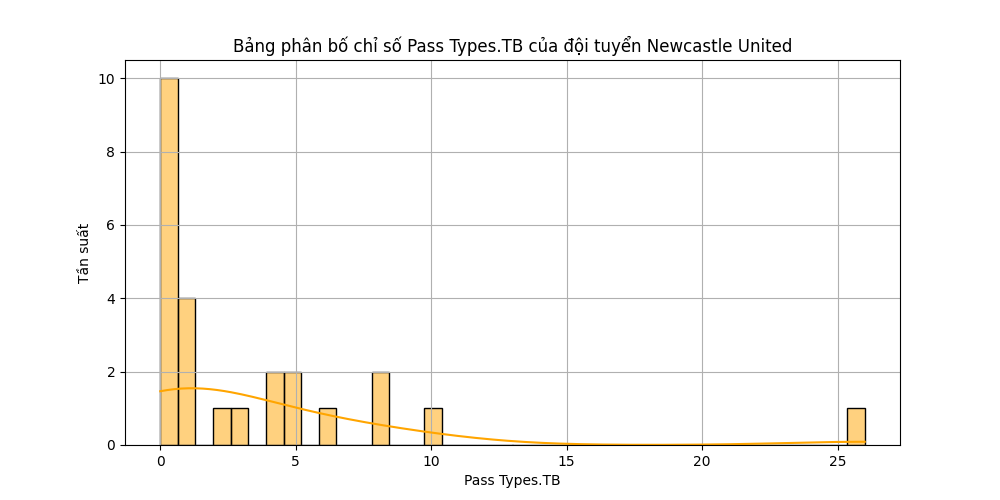 Bảng phân bố chỉ số Pass Types.TB của đội tuyển Newcastle United
10
8
6
4
2
0
Tần suất
0 5 10 15 20 25
Pass Types.TB